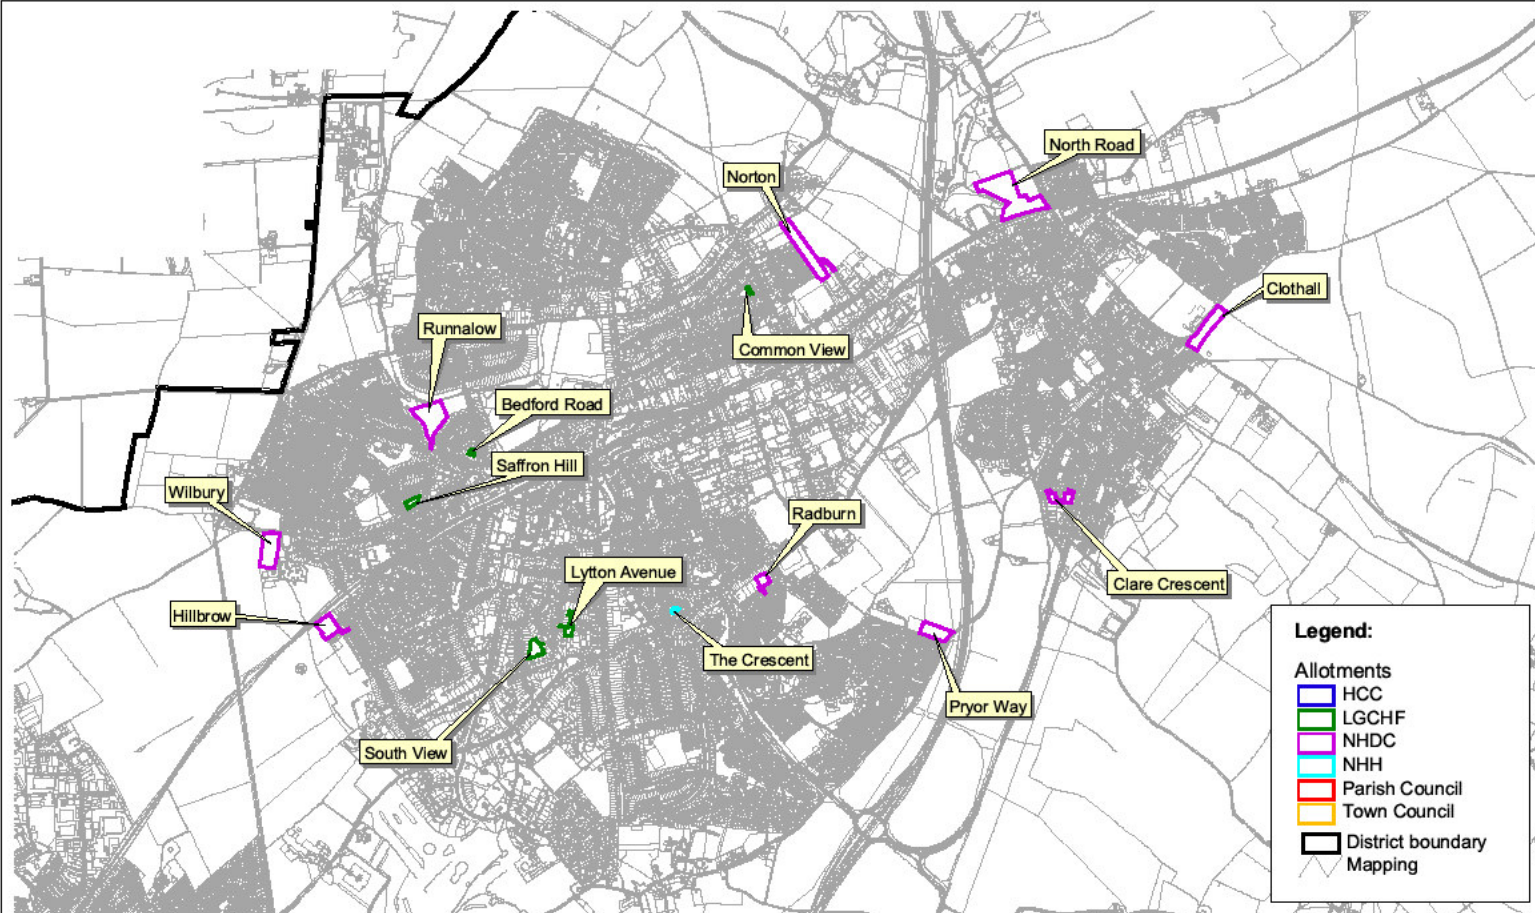 North Road
Norton
Clothall
Runnalow
Common View
Bedford Road
Saffron Hill
Wilbury
Radburn
Lytton Avenue
Clare Crescent
Hillbrow
The Crescent
Pryor Way
South View
Legend:
Allotments
HCC
LGCHF
NHDC
NHH
Parish Council
Town Council
District boundary
Mapping